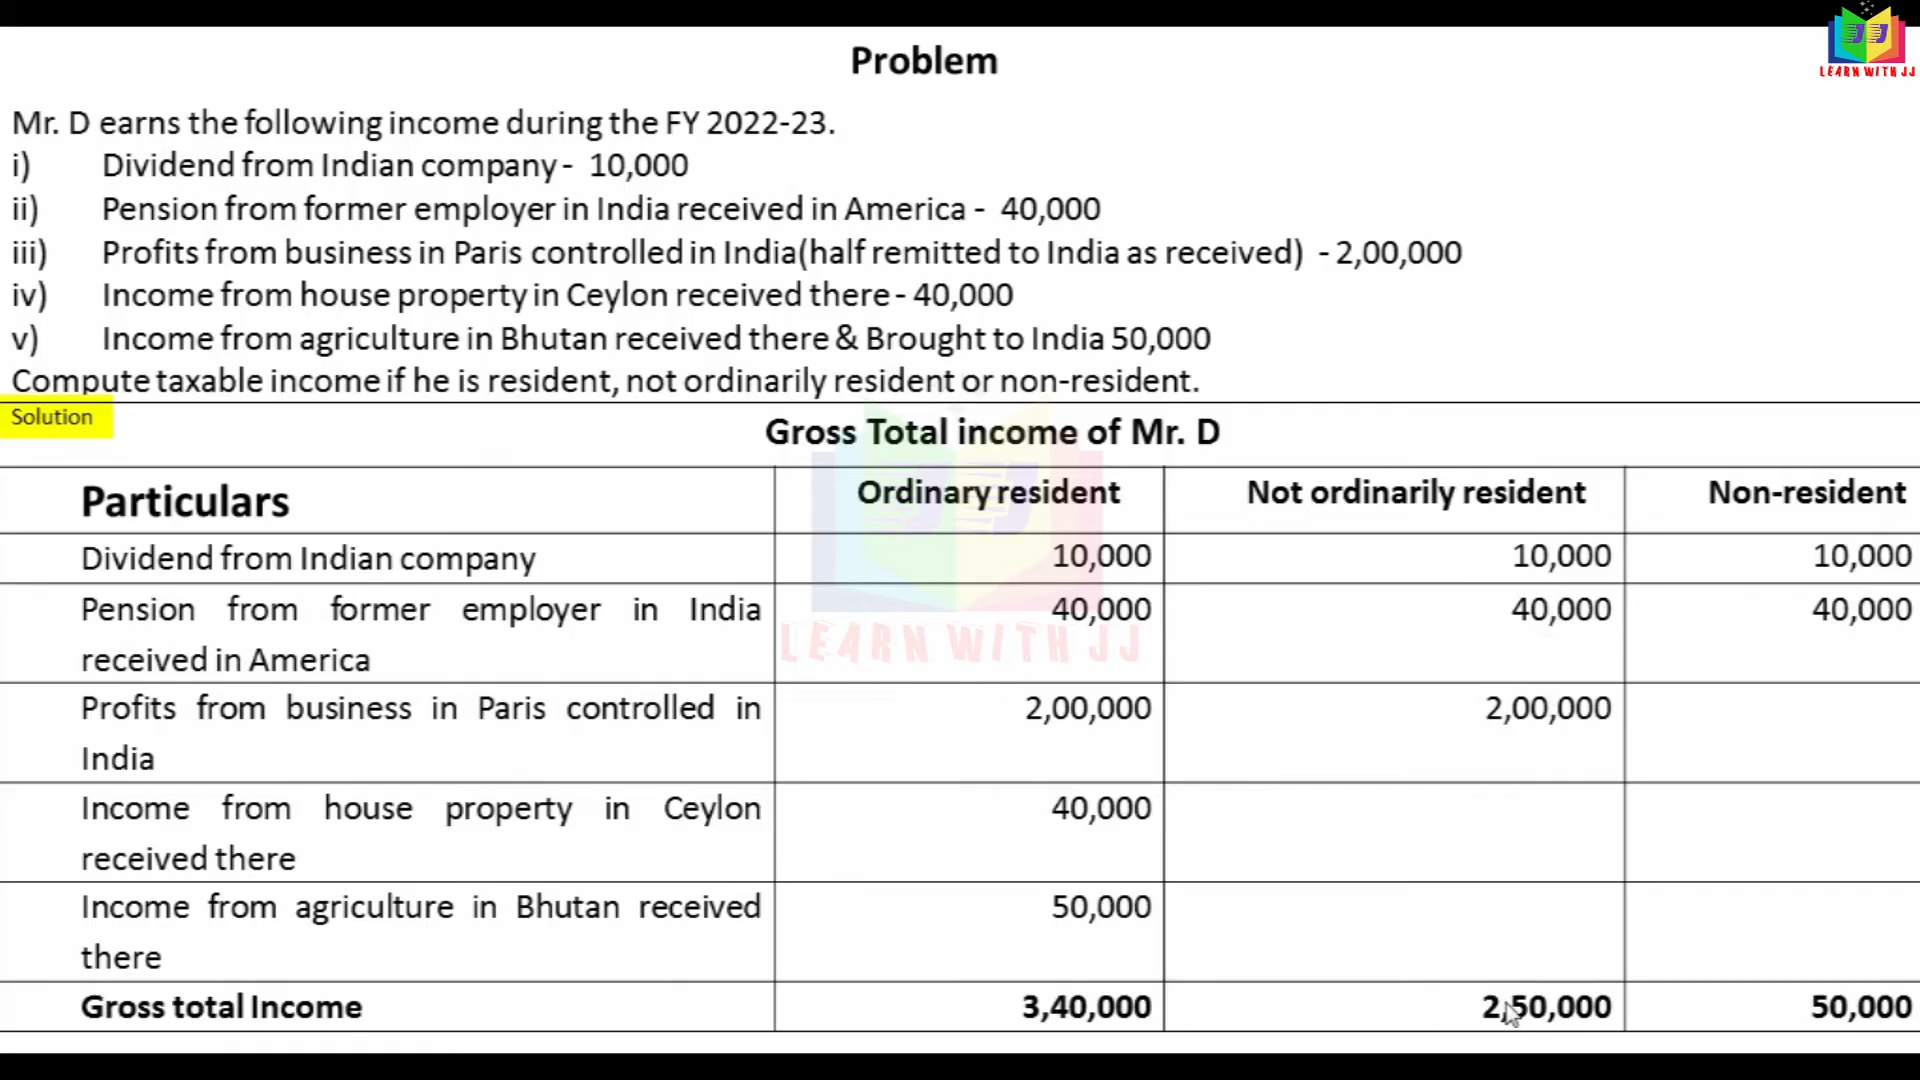 LEARN WITH JJ
Problem
Mr. D earns the following income during the FY 2022-23.
i) Dividend from Indian company - 10,000
ii) Pension from former employer in India received in America - 40,000
iii) Profits from business in Paris controlled in India(half remitted to India as received) - 2,00,000
iv) Income from house property in Ceylon received there - 40,000
v) Income from agriculture in Bhutan received there & Brought to India 50,000
Compute taxable income if he is resident, not ordinarily resident or non-resident.
Solution
Gross Total income of Mr. D
Particulars Ordinary resident Not ordinarily resident Non-resident
Dividend from Indian company 10,000 10,000 10,000
Pension from former employer in India 40,000 40,000 40,000
received in America
LEARN WITH JJ
Profits from business in Paris controlled in 2,00,000 2,00,000
India
Income from house property in Ceylon 40,000
received there
Income from agriculture in Bhutan received 50,000
there
Gross total Income 3,40,000 2,50,000 50,000